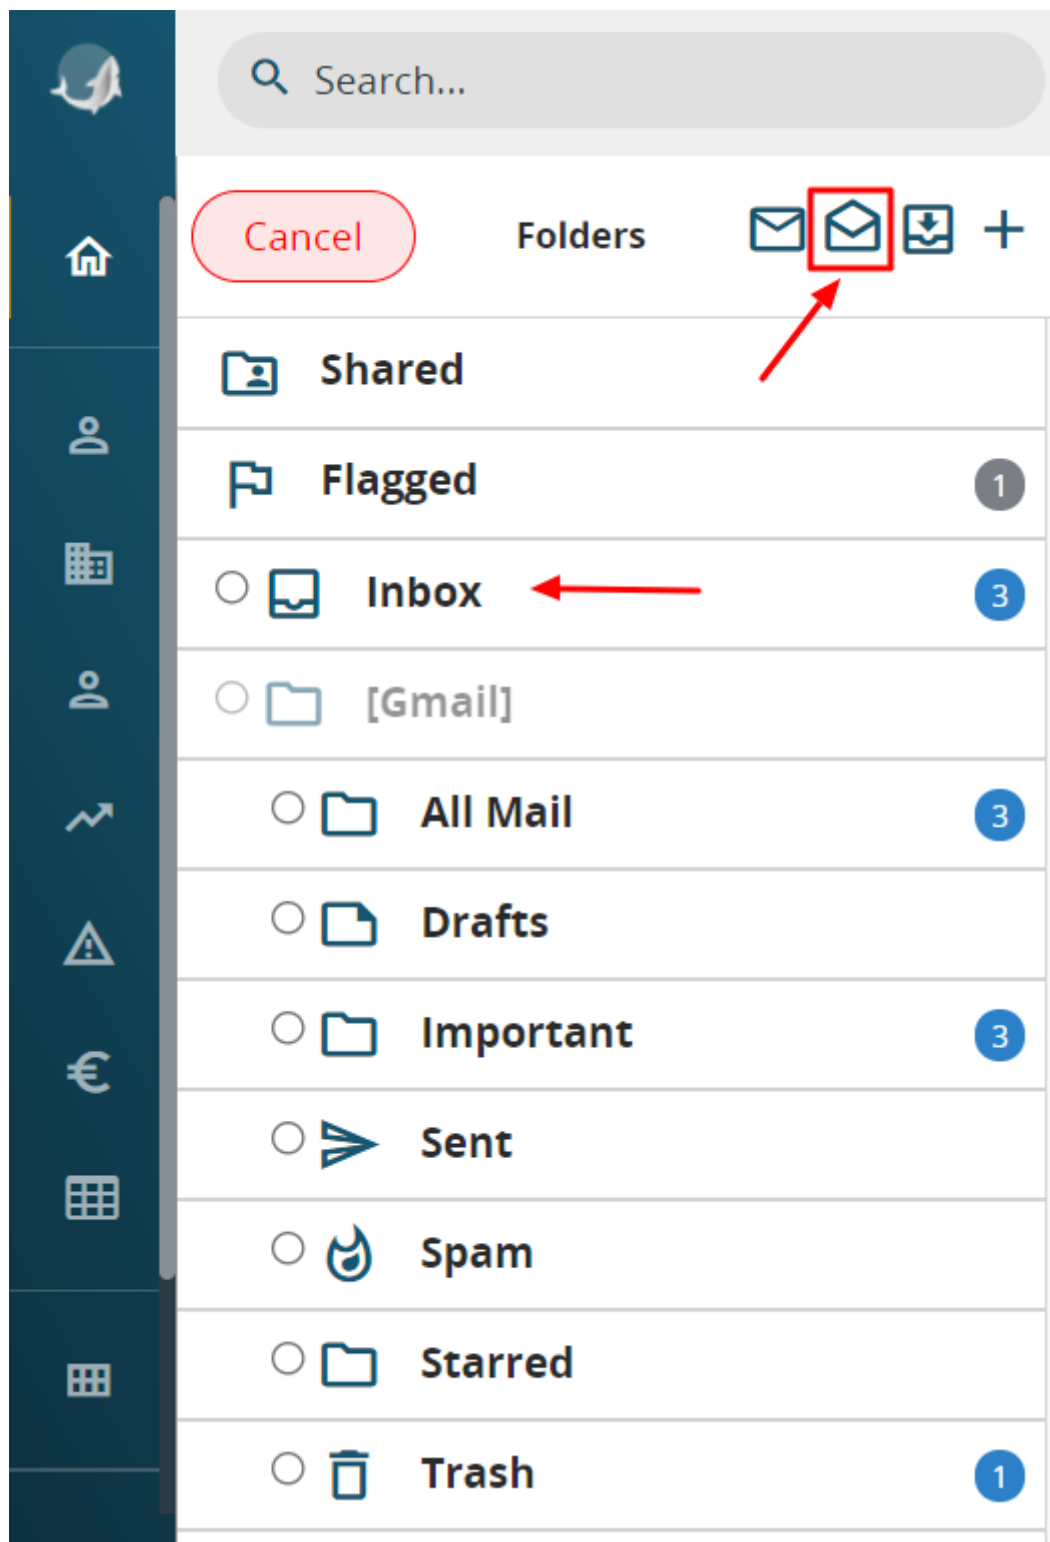 Search...
Cancel
Folders
Shared
Flagged
1
Inbox
3
[Gmail]
All Mail
3
Drafts
Important
3
Sent
Spam
Starred
Trash
1